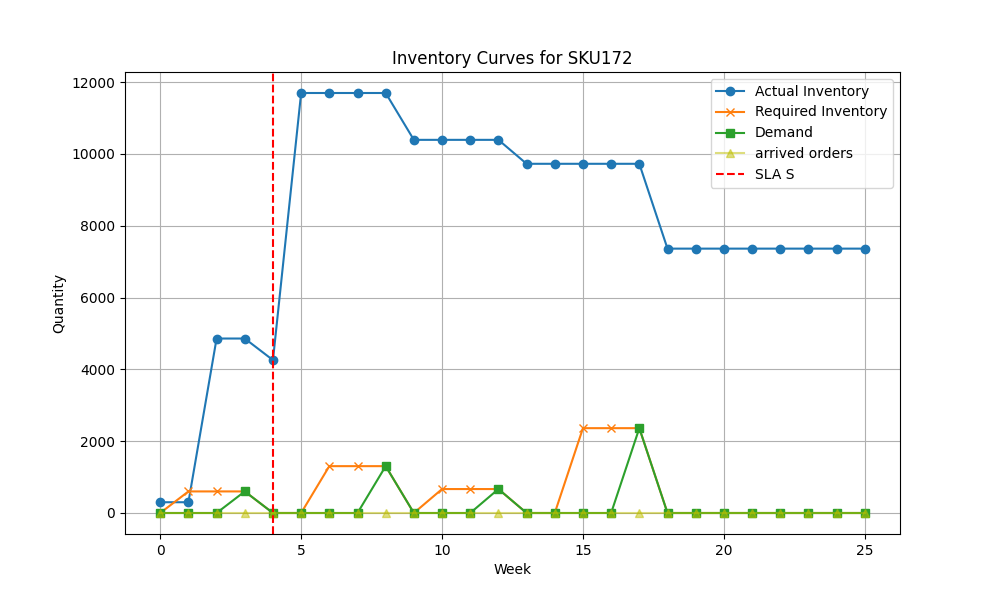 Inventory Curves for SKU172
12000
10000
8000
6000
4000
2000
0
Quantity
Actual Inventory
Required Inventory
Demand
arrived orders
SLA S
0 5 10 15 20 25
Week